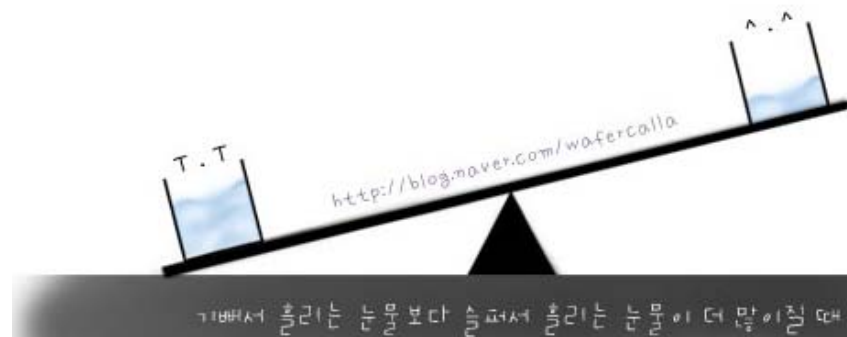 ^.^
T.T
http://blog.naver.com/wafercalla
기뻐서 흘리는 눈물보다 슬퍼서 흘리는 눈물이 더 많이질 때